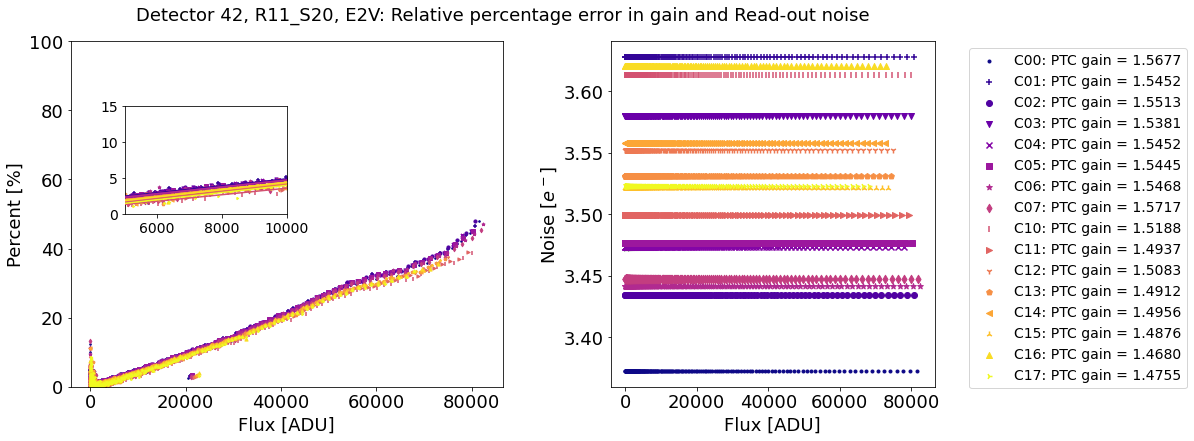 Detector 42, R11_S20, E2V: Relative percentage error in gain and Read-out noise
100
80
60
40
20
0
Percent [%]
15
10
5
0
6000 8000 10000
0 20000 40000 60000 80000
Flux [ADU]
3.60
3.55
3.50
3.45
3.40
Noise [e⁻]
0 20000 40000 60000 80000
Flux [ADU]
C00: PTC gain = 1.5677
C01: PTC gain = 1.5452
C02: PTC gain = 1.5513
C03: PTC gain = 1.5381
C04: PTC gain = 1.5452
C05: PTC gain = 1.5445
C06: PTC gain = 1.5468
C07: PTC gain = 1.5717
C10: PTC gain = 1.5188
C11: PTC gain = 1.4937
C12: PTC gain = 1.5083
C13: PTC gain = 1.4912
C14: PTC gain = 1.4956
C15: PTC gain = 1.4876
C16: PTC gain = 1.4680
C17: PTC gain = 1.4755